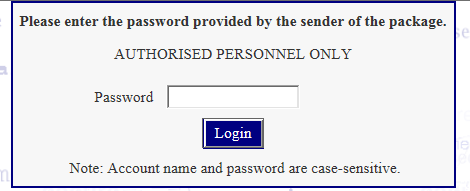 Please enter the password provided by the sender of the package.
AUTHORISED PERSONNEL ONLY
Password
Login
Note: Account name and password are case-sensitive.